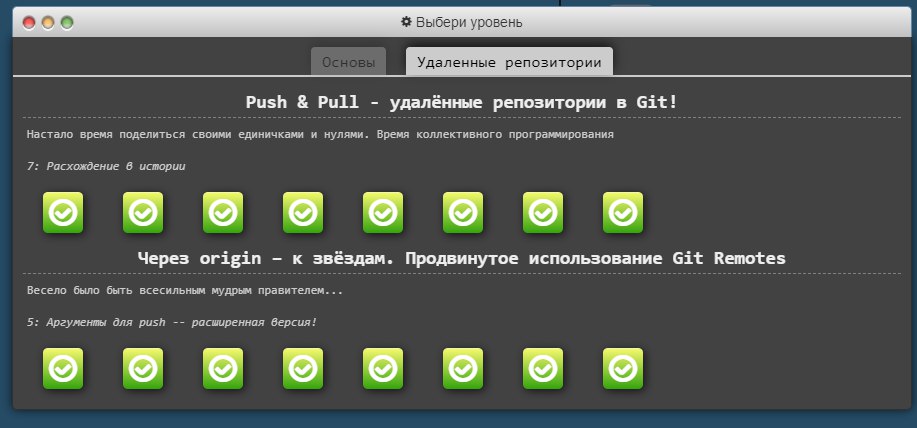 Выбери уровень
Основы
Удаленные репозитории
Push & Pull - удалённые репозитории в Git!
Настало время поделиться своими единичками и нулями. Время коллективного программирования
7: Расхождение в истории
Через origin – к звёздам. Продвинутое использование Git Remotes
Весело было быть всесильным мудрым правителем...
5: Аргументы для push -- расширенная версия!